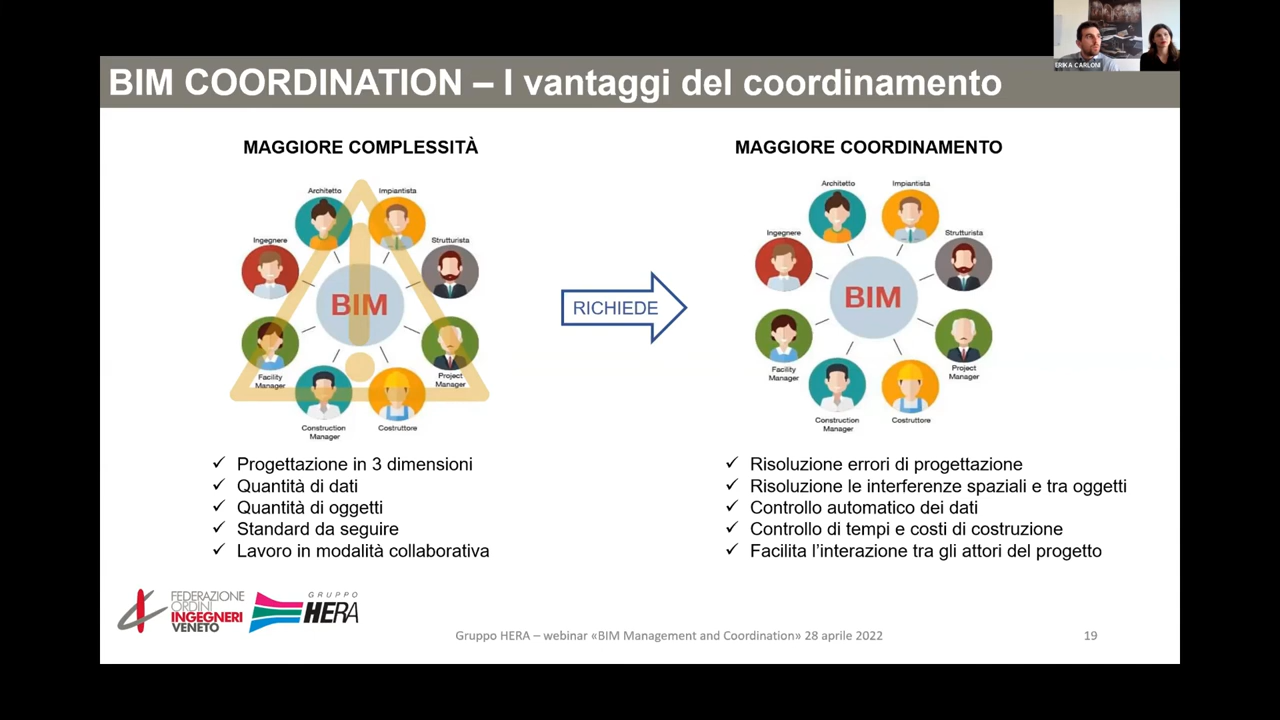 ERIKA CARLONI
BIM COORDINATION – I vantaggi del coordinamento
MAGGIORE COMPLESSITÀ
Architetto
Impiantista
Ingegnere
Strutturista
BIM
Facility
Manager
Project
Manager
Construction
Manager
Costruttore
RICHIEDE
MAGGIORE COORDINAMENTO
Architetto
Impiantista
Ingegnere
Strutturista
BIM
Facility
Manager
Project
Manager
Construction
Manager
Costruttore
✓ Progettazione in 3 dimensioni
✓ Quantità di dati
✓ Quantità di oggetti
✓ Standard da seguire
✓ Lavoro in modalità collaborativa
✓ Risoluzione errori di progettazione
✓ Risoluzione le interferenze spaziali e tra oggetti
✓ Controllo automatico dei dati
✓ Controllo di tempi e costi di costruzione
✓ Facilita l’interazione tra gli attori del progetto
FEDERAZIONE
ORDINI
INGEGNERI
VENETO
GRUPPO
HERA
Gruppo HERA – webinar «BIM Management and Coordination» 28 aprile 2022
19